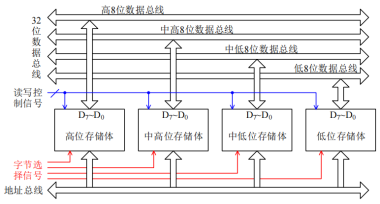 高8位数据总线
32位数据总线
中高8位数据总线
中低8位数据总线
低8位数据总线
读写控
制信号
D7~D0
D7~D0
D7~D0
D7~D0
高位存储体
中高位存储体
中低位存储体
低位存储体
字节选
择信号
地址总线